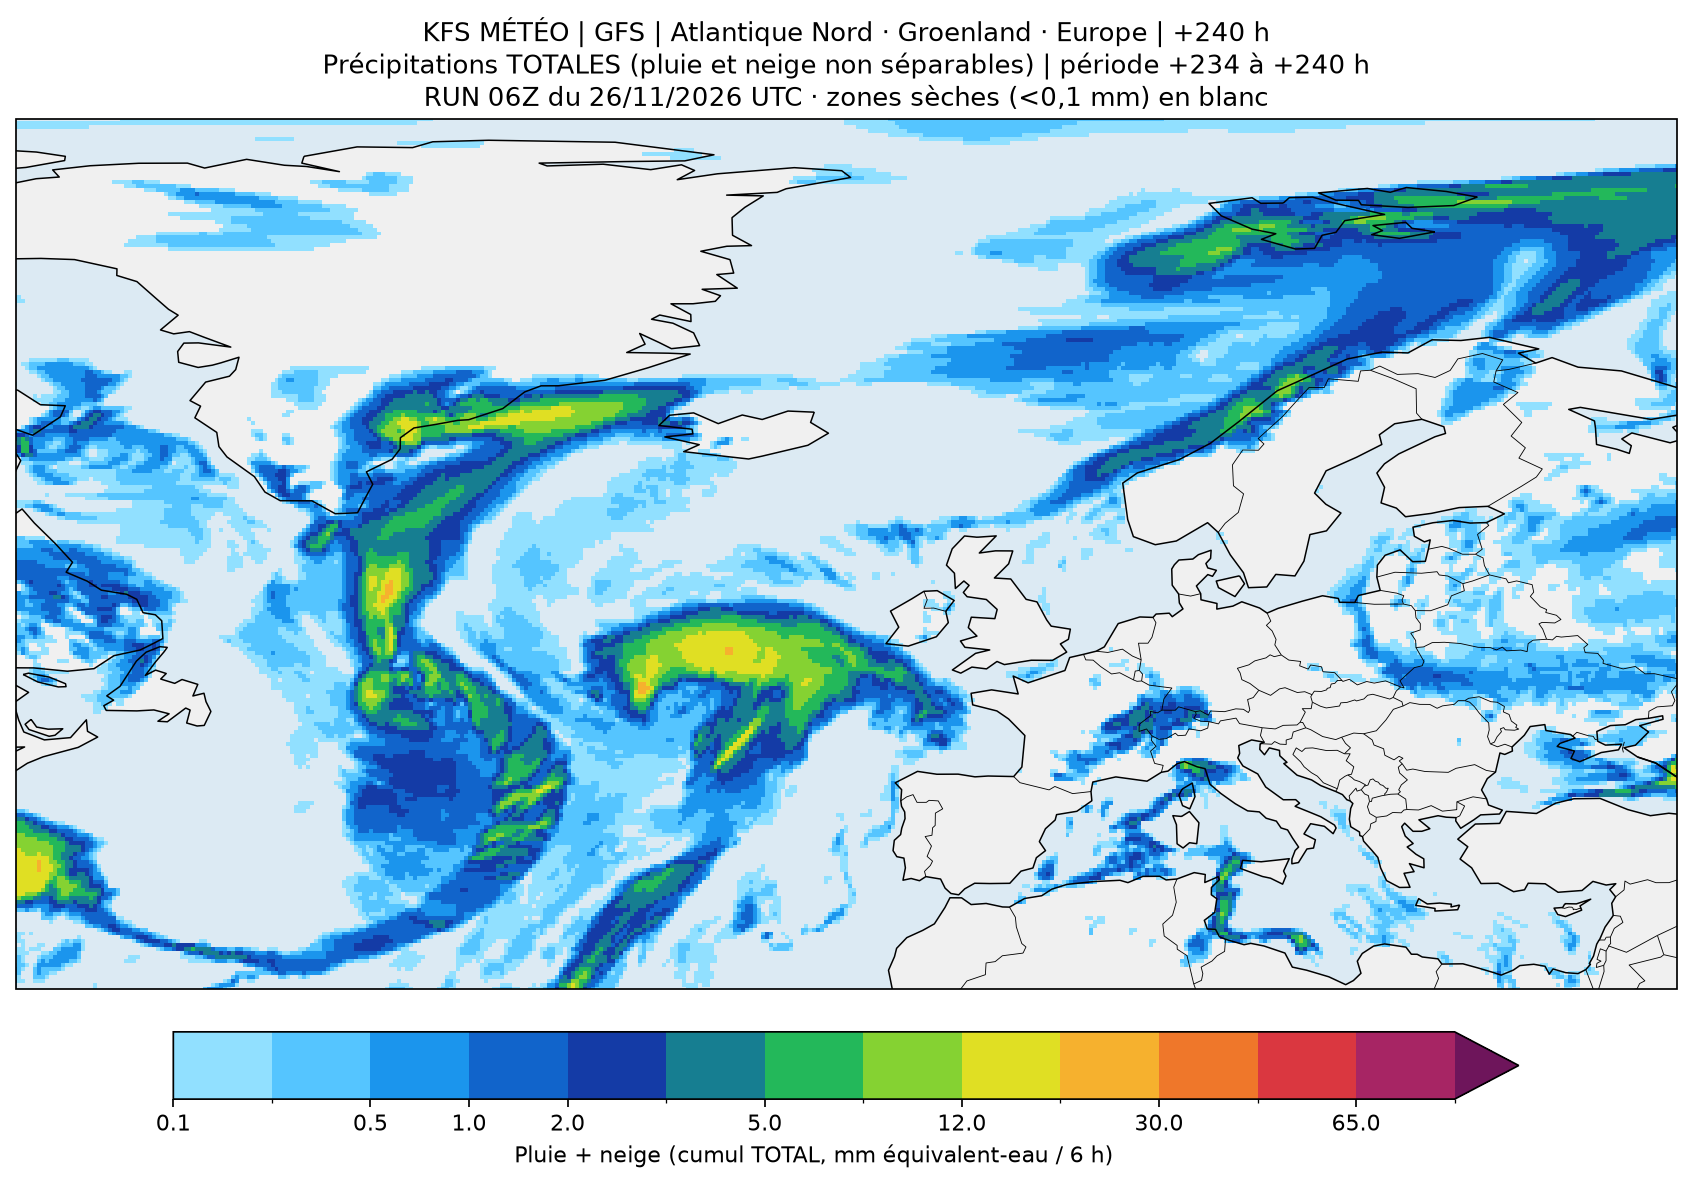 KFS MÉTÉO | GFS | Atlantique Nord · Groenland · Europe | +240 h
Précipitations TOTALES (pluie et neige non séparables) | période +234 à +240 h
RUN 06Z du 26/11/2026 UTC · zones sèches (<0,1 mm) en blanc
0.1 0.5 1.0 2.0 5.0 12.0 30.0 65.0
Pluie + neige (cumul TOTAL, mm équivalent-eau / 6 h)